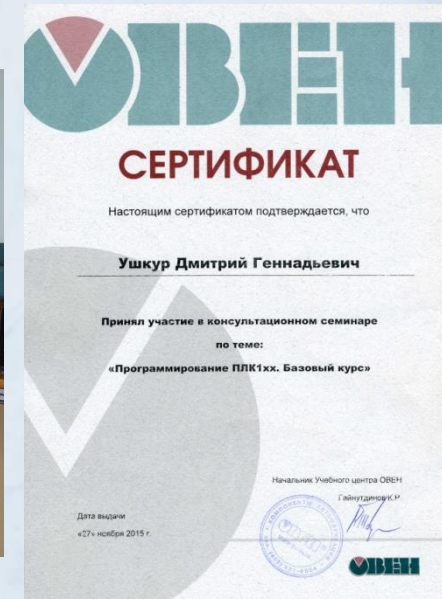 ОВЕН
СЕРТИФИКАТ
Настоящим сертификатом подтверждается, что
Ушкур Дмитрий Геннадьевич
Принял участие в консультационном семинаре
по теме:
«Программирование ПЛК1хх. Базовый курс»
Начальник Учебного центра ОВЕН
Гайнутдинов К.Р.
Дата выдачи
«27» ноября 2015 г.
ОВЕН